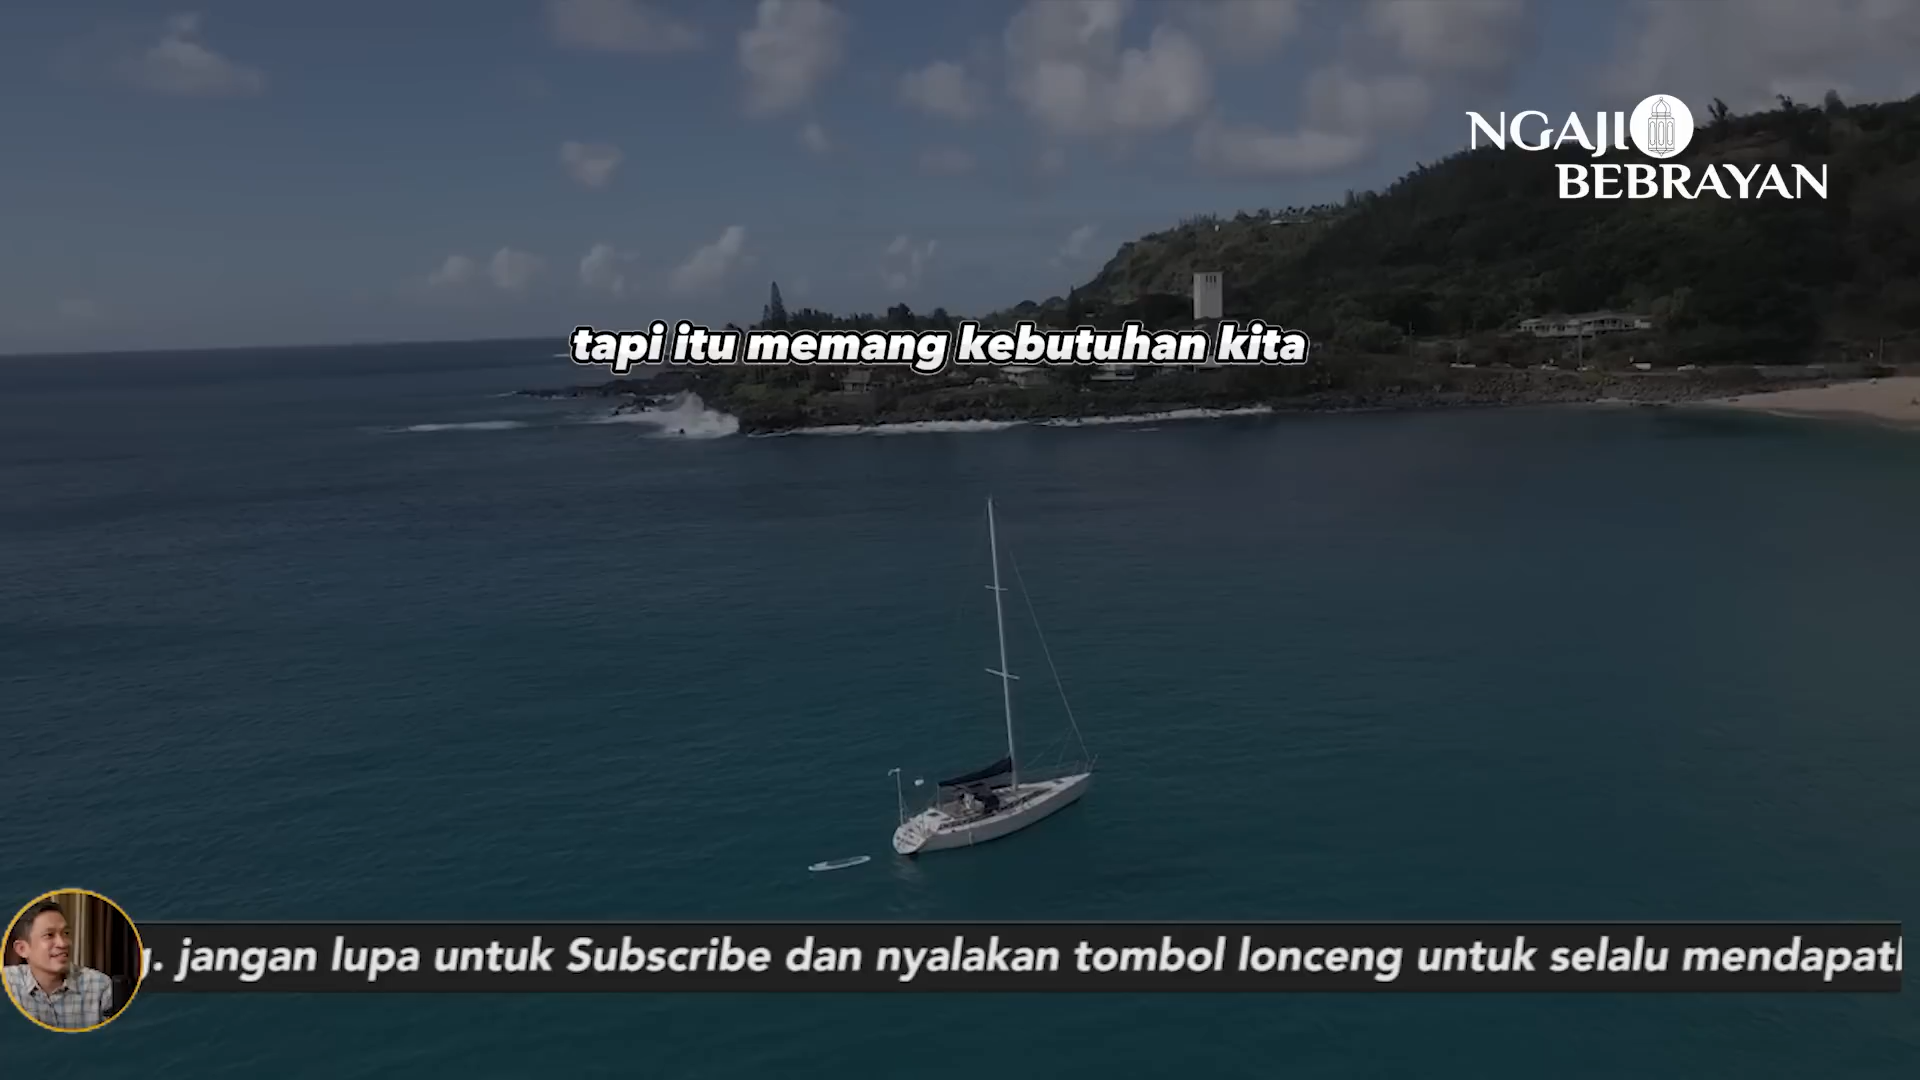 NGAJI
BEBRAYAN
tapi itu memang kebutuhan kita
. jangan lupa untuk Subscribe dan nyalakan tombol lonceng untuk selalu